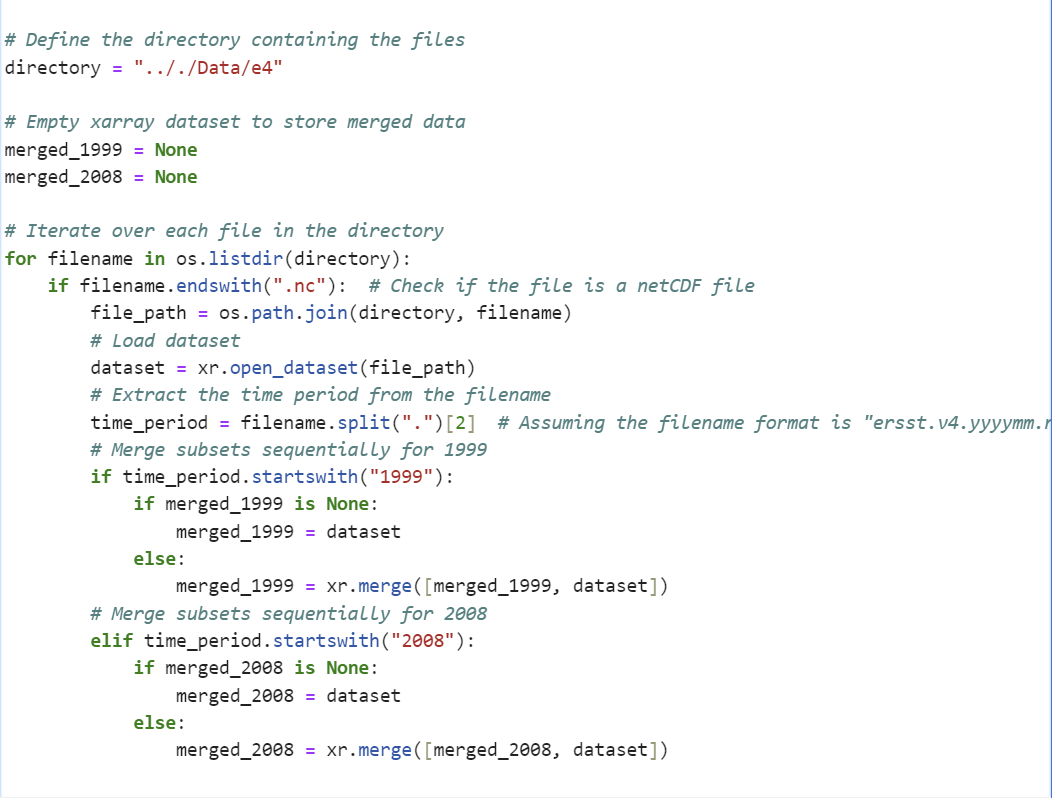 # Define the directory containing the files
directory = ".././Data/e4"
# Empty xarray dataset to store merged data
merged_1999 = None
merged_2008 = None
# Iterate over each file in the directory
for filename in os.listdir(directory):
    if filename.endswith(".nc"):  # Check if the file is a netCDF file
        file_path = os.path.join(directory, filename)
        # Load dataset
        dataset = xr.open_dataset(file_path)
        # Extract the time period from the filename
        time_period = filename.split(".")[2]  # Assuming the filename format is "ersst.v4.yyyymm.n
        # Merge subsets sequentially for 1999
        if time_period.startswith("1999"):
            if merged_1999 is None:
                merged_1999 = dataset
            else:
                merged_1999 = xr.merge([merged_1999, dataset])
        # Merge subsets sequentially for 2008
        elif time_period.startswith("2008"):
            if merged_2008 is None:
                merged_2008 = dataset
            else:
                merged_2008 = xr.merge([merged_2008, dataset])